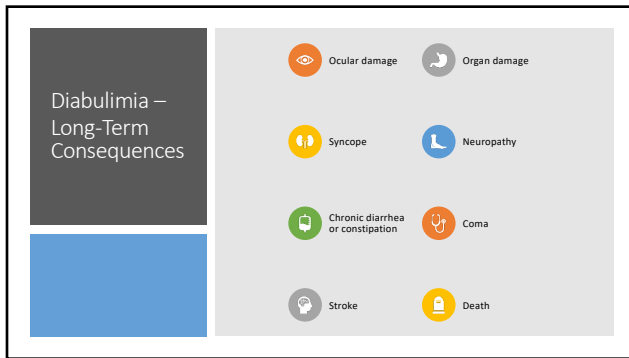 Diabulimia –
Long-Term
Consequences
Ocular damage
Organ damage
Syncope
Neuropathy
Chronic diarrhea
or constipation
Coma
Stroke
Death